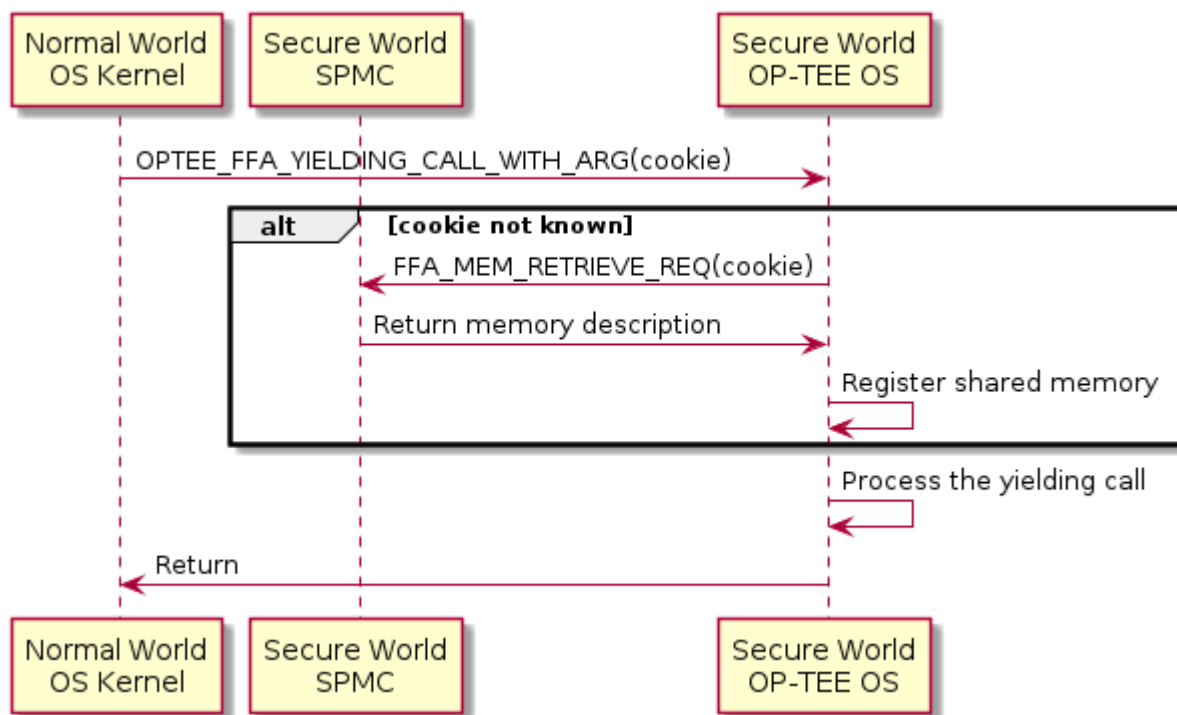 Normal World
OS Kernel
Secure World
SPMC
Secure World
OP-TEE OS
OPTEE_FFA_YIELDING_CALL_WITH_ARG(cookie)
alt
[cookie not known]
FFA_MEM_RETRIEVE_REQ(cookie)
Return memory description
Register shared memory
Process the yielding call
Return
Normal World
OS Kernel
Secure World
SPMC
Secure World
OP-TEE OS